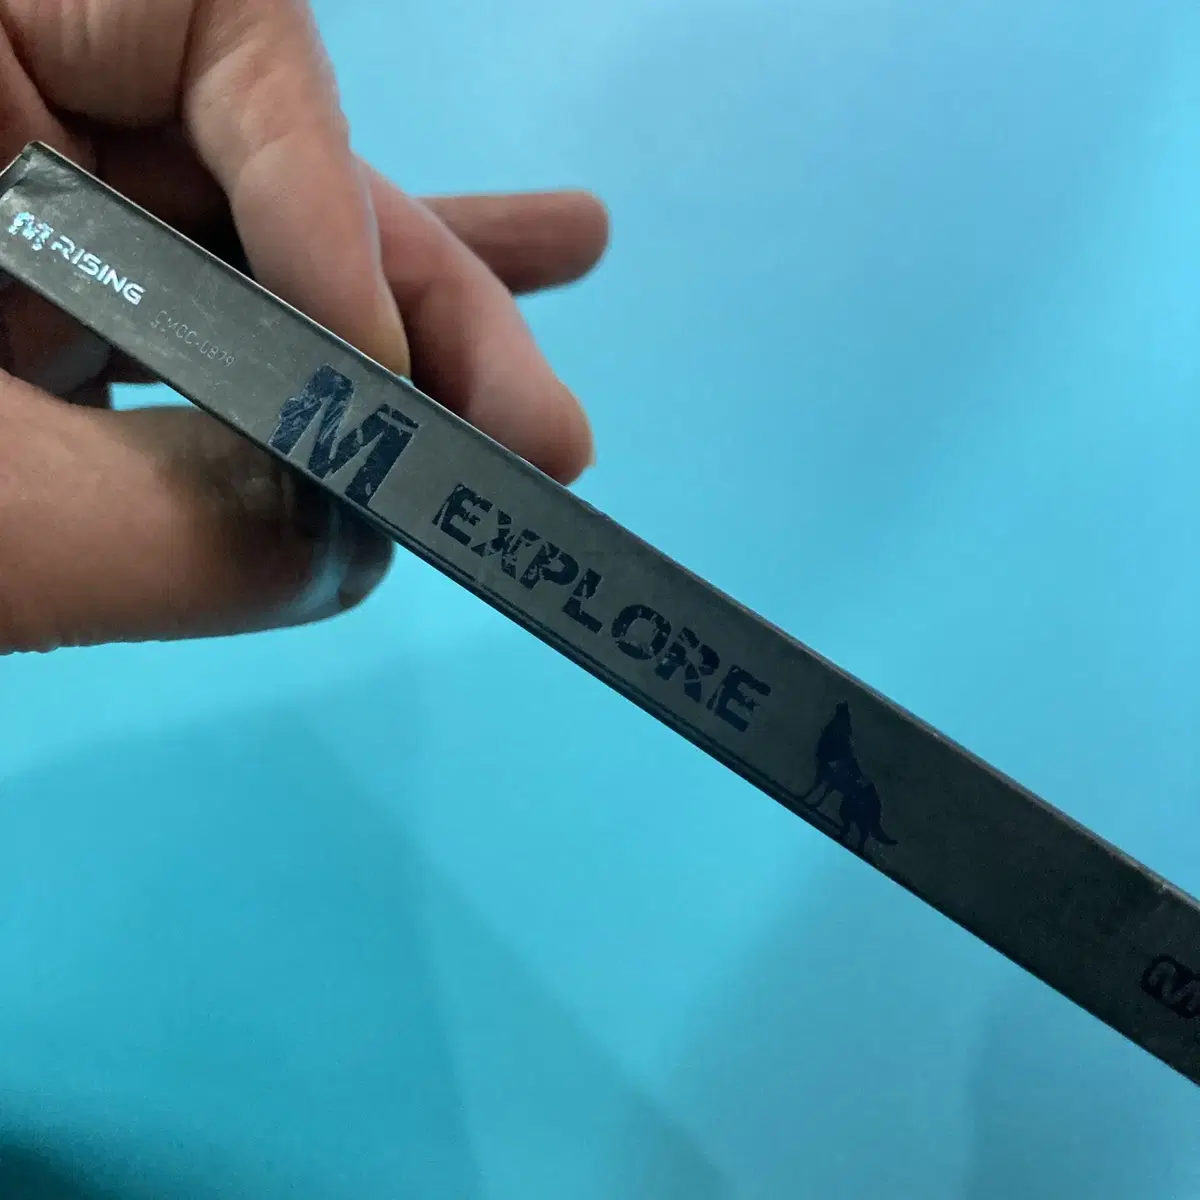 M RISING
CMCC-0879
M
EXPLORE